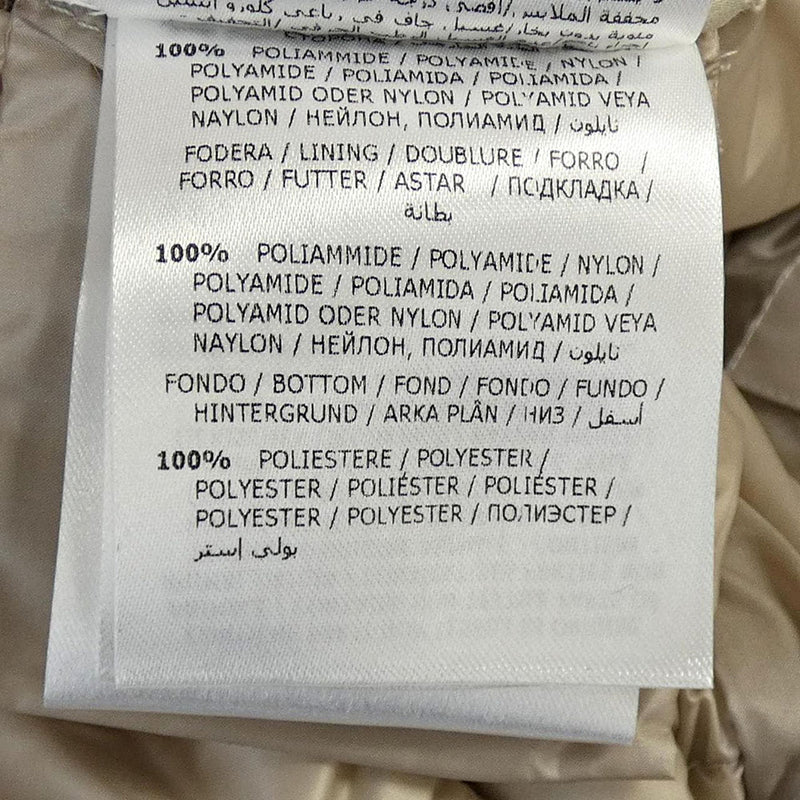 100% POLIAMMIDE / POLYAMIDE / NYLON /
POLYAMIDE / POLIAMIDA / POLIAMIDA /
POLYAMID ODER NYLON / POLYAMID VEYA
NAYLON / НЕЙЛОН, ПОЛИАМИД / نايلون
FODERA / LINING / DOUBLURE / FORRO /
FORRO / FUTTER / ASTAR / ПОДКЛАДКА /
بطانة
100% POLIAMMIDE / POLYAMIDE / NYLON /
POLYAMIDE / POLIAMIDA / POLIAMIDA /
POLYAMID ODER NYLON / POLYAMID VEYA
NAYLON / НЕЙЛОН, ПОЛИАМИД / نايلون
FONDO / BOTTOM / FOND / FONDO / FUNDO /
HINTERGRUND / ARKA PLÂN / НИЗ / أسفل
100% POLIESTERE / POLYESTER /
POLYESTER / POLIÉSTER / POLIÉSTER /
POLYESTER / POLYESTER / ПОЛИЭСТЕР /
بولي إستر